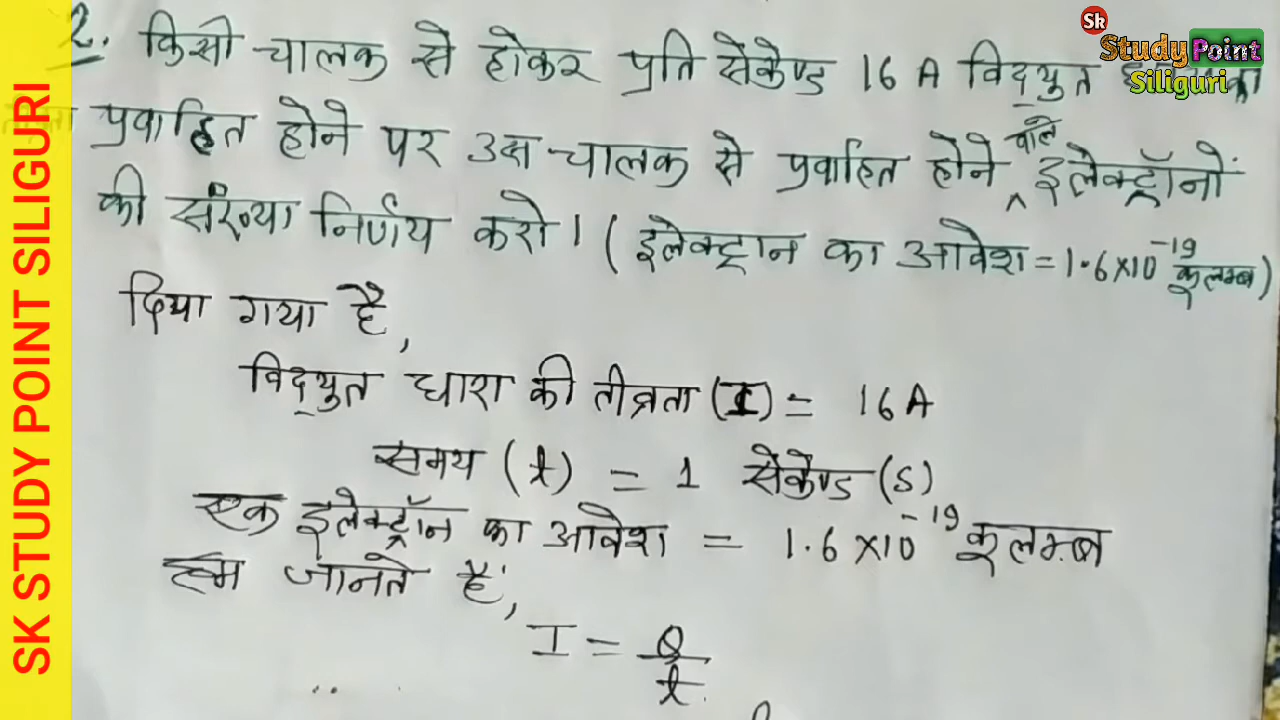 SK STUDY POINT SILIGURI
Sk
Study Point
Siliguri
2. किसी चालक से होकर प्रति सेकेण्ड 16 A विद्युत
प्रवाहित होने पर उस चालक से प्रवाहित होने वाले इलेक्ट्रॉनों
की संख्या निर्णय करो। (इलेक्ट्रान का आवेश = 1.6×10⁻¹⁹ कूलम्ब)
दिया गया है,
विद्युत धारा की तीव्रता (I) = 16A
समय (t) = 1 सेकेण्ड (s)
एक इलेक्ट्रॉन का आवेश = 1.6×10⁻¹⁹ कूलम्ब
हम जानते हैं,
I = Q/t